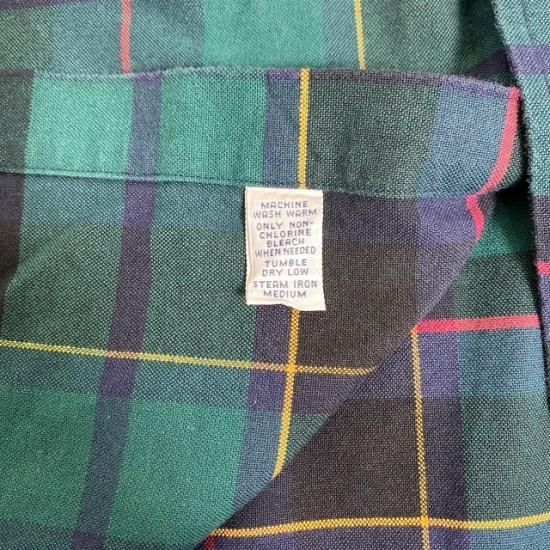 MACHINE
WASH WARM
ONLY NON-
CHLORINE
BLEACH
WHEN NEEDED
TUMBLE
DRY LOW
STEAM IRON
MEDIUM